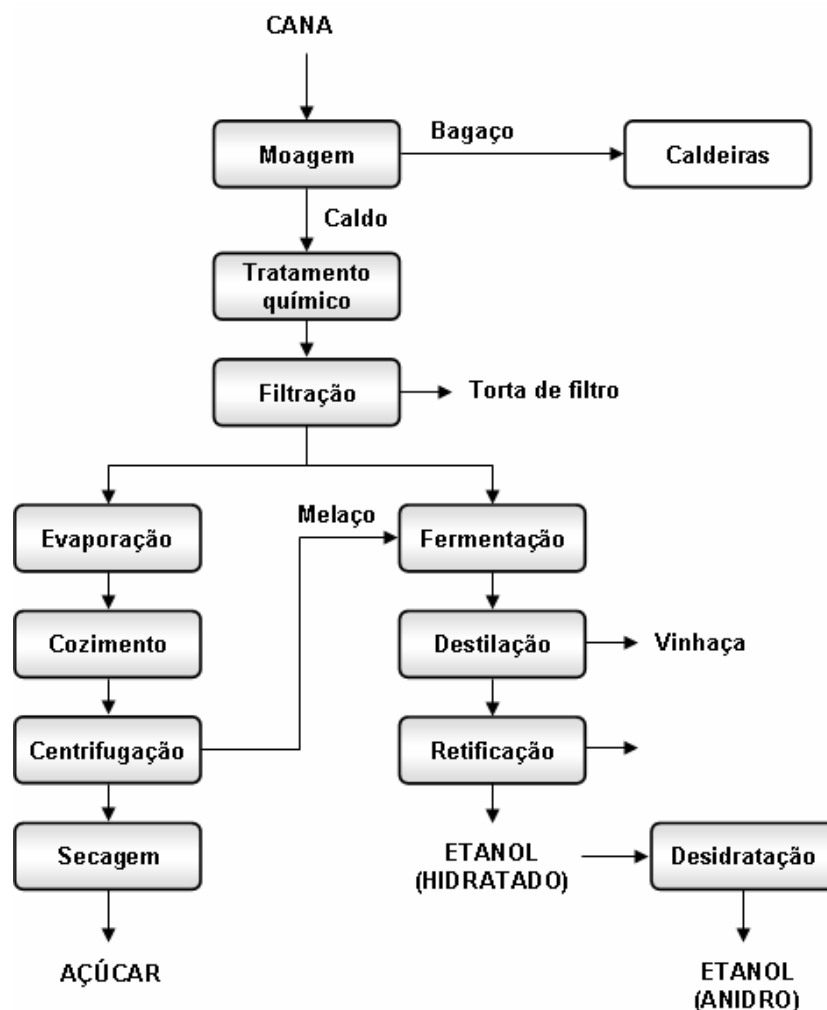 CANA
Moagem
Bagaço
Caldeiras
Caldo
Tratamento
químico
Filtração
Torta de filtro
Evaporação
Melaço
Fermentação
Cozimento
Destilação
Vinhaça
Centrifugação
Retificação
Secagem
ETANOL
(HIDRATADO)
Desidratação
AÇÚCAR
ETANOL
(ANIDRO)